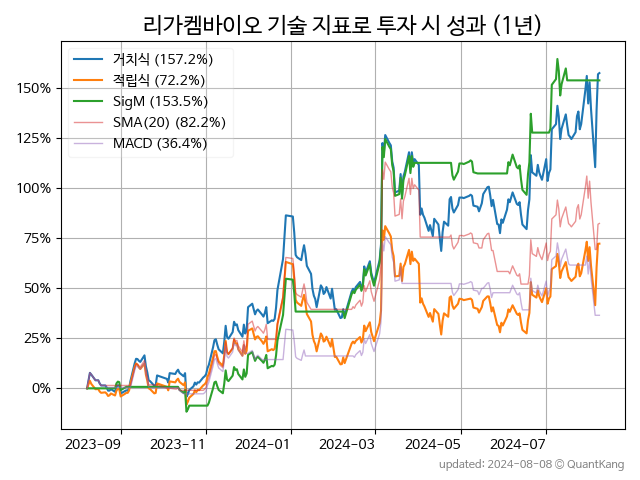 리가켐바이오 기술 지표로 투자 시 성과 (1년)
거치식 (157.2%)
적립식 (72.2%)
SigM (153.5%)
SMA(20) (82.2%)
MACD (36.4%)
150%
125%
100%
75%
50%
25%
0%
2023-09 2023-11 2024-01 2024-03 2024-05 2024-07
updated: 2024-08-08 © QuantKang